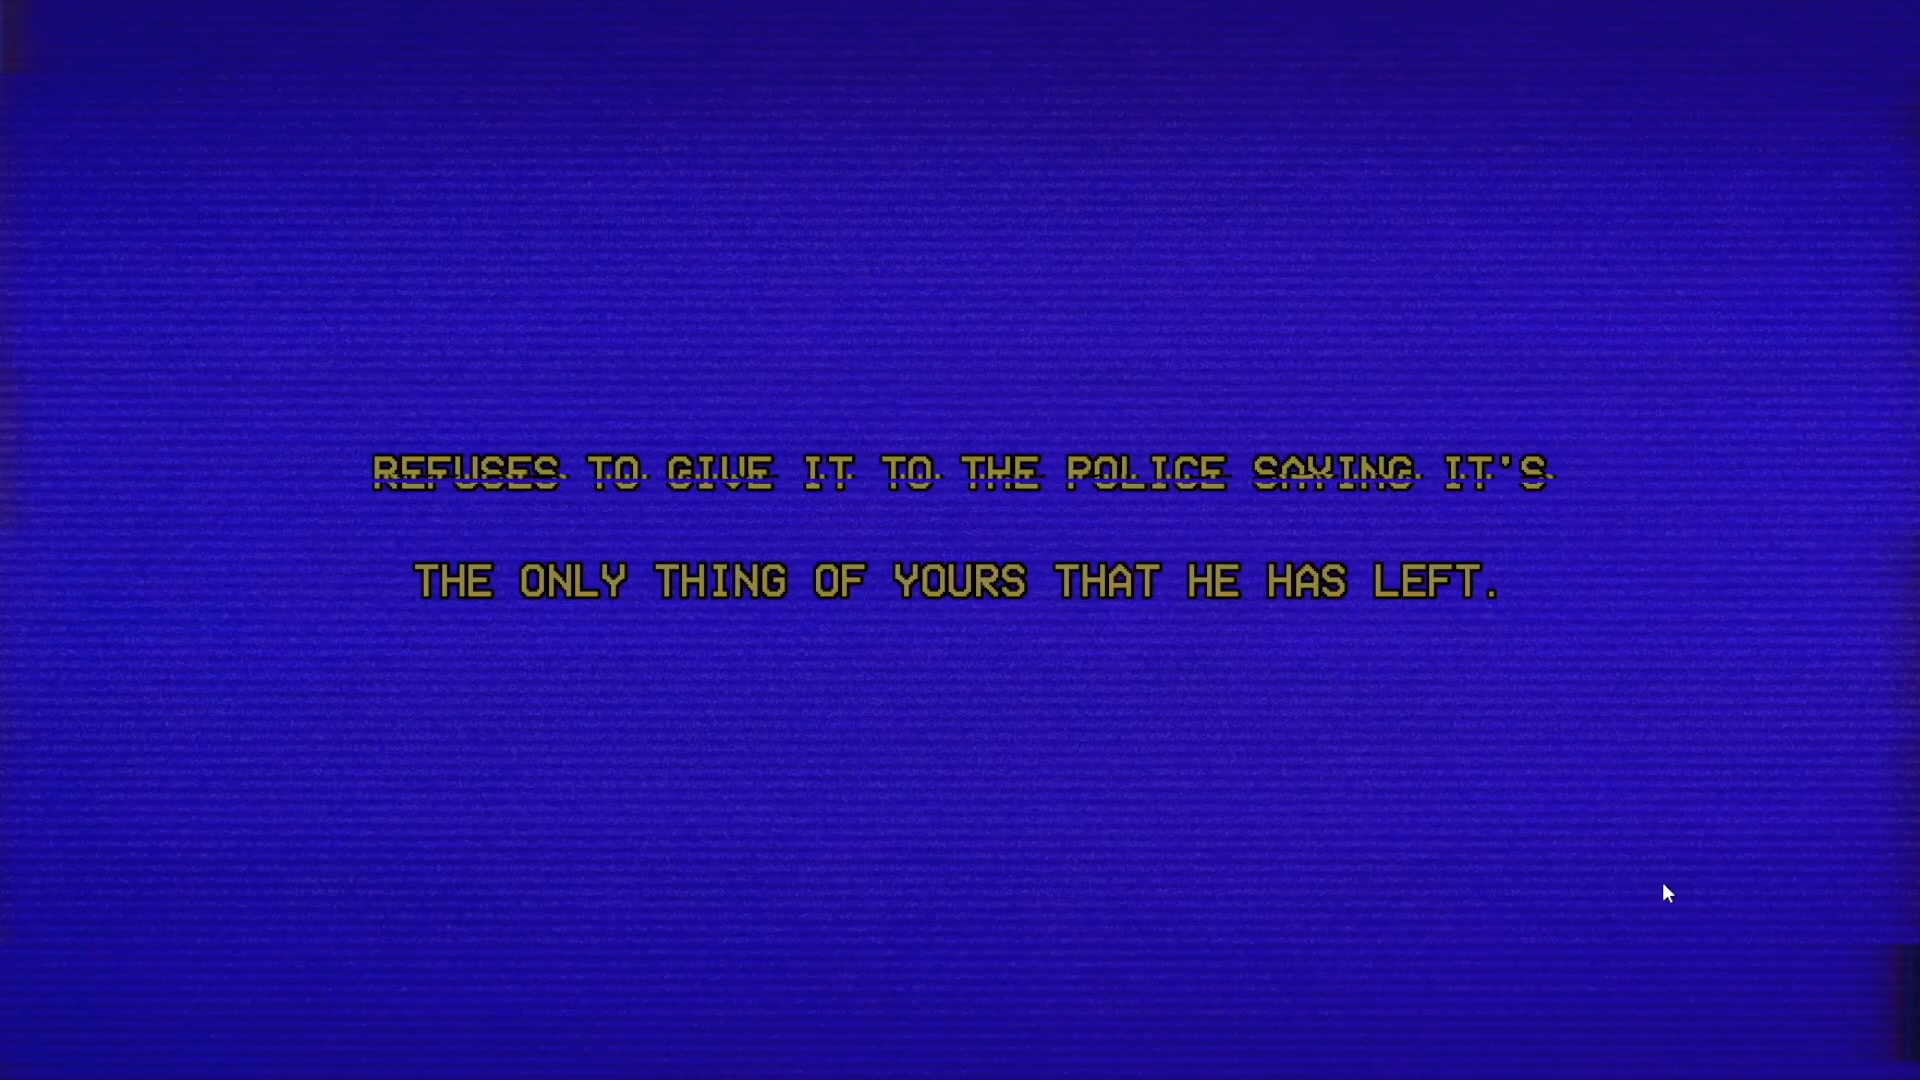 REFUSES TO GIVE IT TO THE POLICE SAYING IT'S
THE ONLY THING OF YOURS THAT HE HAS LEFT.